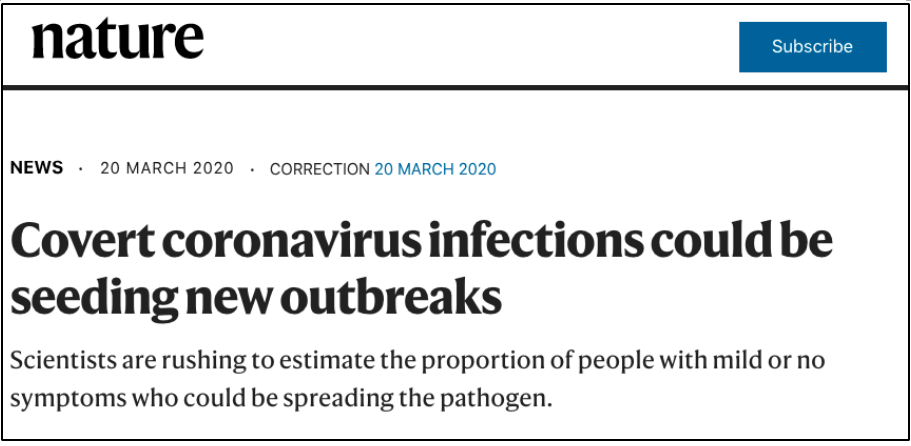 nature
Subscribe
NEWS · 20 MARCH 2020 · CORRECTION 20 MARCH 2020
Covert coronavirus infections could be
seeding new outbreaks
Scientists are rushing to estimate the proportion of people with mild or no
symptoms who could be spreading the pathogen.